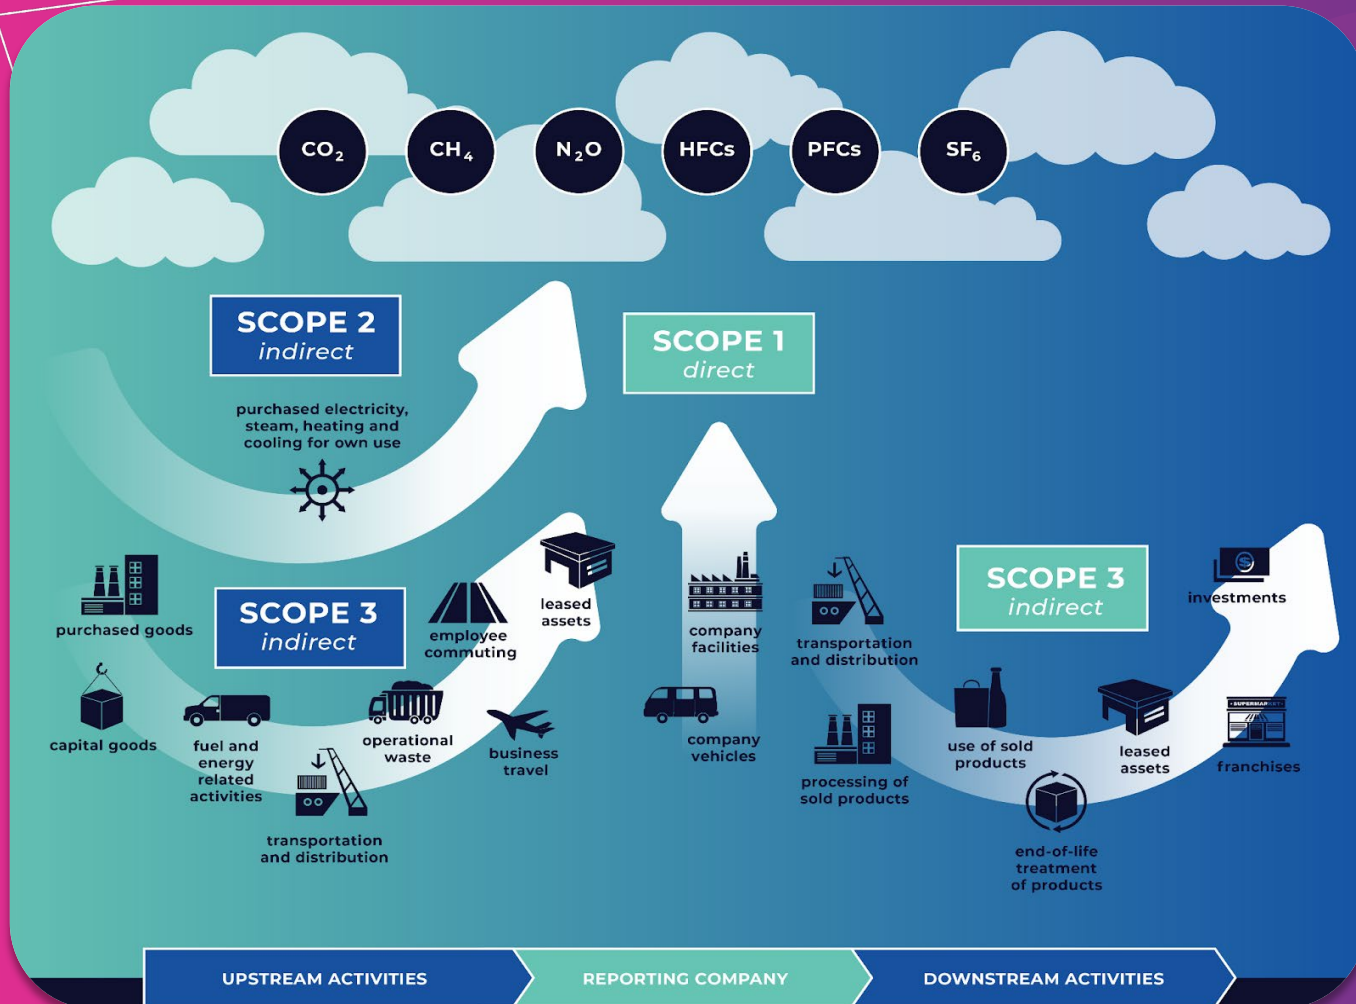 CO₂
CH₄
N₂O
HFCs
PFCs
SF₆
SCOPE 2
indirect
purchased electricity,
steam, heating and
cooling for own use
SCOPE 1
direct
SCOPE 3
indirect
purchased goods
capital goods
fuel and
energy
related
activities
transportation
and distribution
operational
waste
employee
commuting
business
travel
leased
assets
company
facilities
company
vehicles
SCOPE 3
indirect
transportation
and distribution
processing of
sold products
use of sold
products
end-of-life
treatment
of products
leased
assets
SUPERMARKET
franchises
$
investments
UPSTREAM ACTIVITIES
REPORTING COMPANY
DOWNSTREAM ACTIVITIES